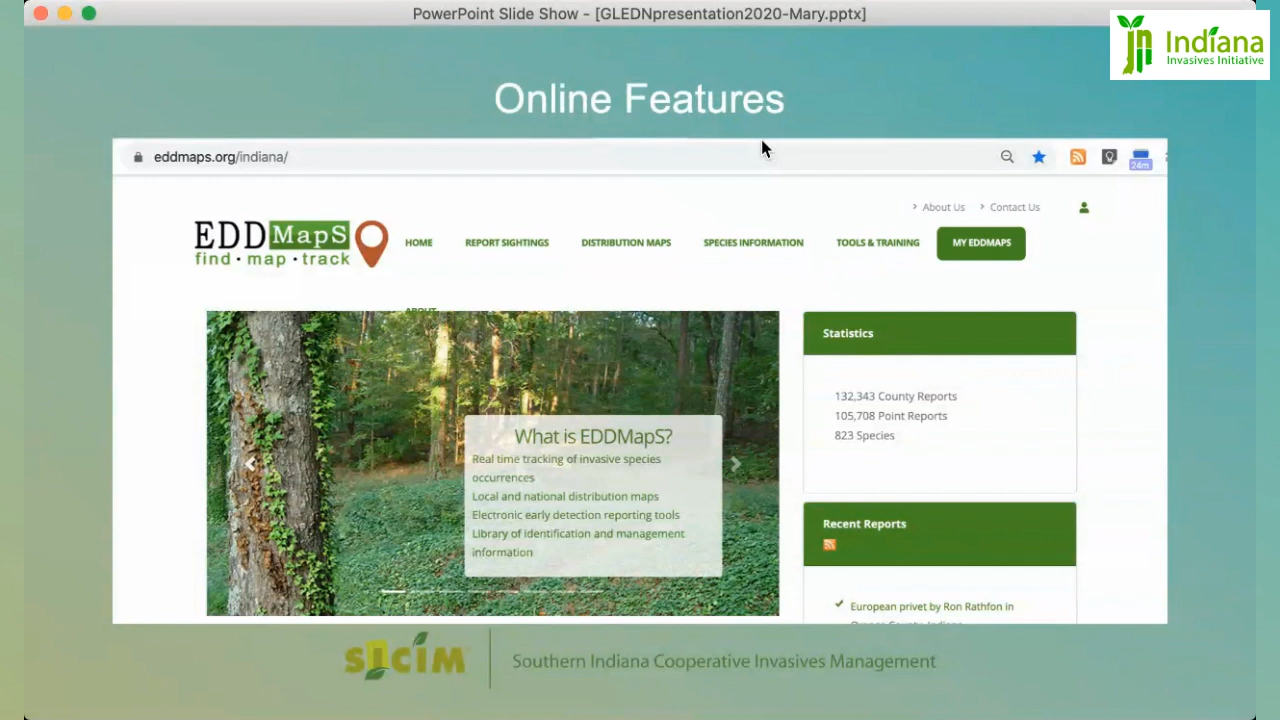 PowerPoint Slide Show - [GLEDNpresentation2020-Mary.pptx]
Indiana
Invasives Initiative
Online Features
eddmaps.org/indiana/
24m
About Us
Contact Us
EDDMapS
find · map · track
HOME
REPORT SIGHTINGS
DISTRIBUTION MAPS
SPECIES INFORMATION
TOOLS & TRAINING
MY EDDMAPS
ABOUT
What is EDDMapS?
Real time tracking of invasive species
occurrences
Local and national distribution maps
Electronic early detection reporting tools
Library of identification and management
information
Statistics
132,343 County Reports
105,708 Point Reports
823 Species
Recent Reports
European privet by Ron Rathfon in
SICIM
Southern Indiana Cooperative Invasives Management